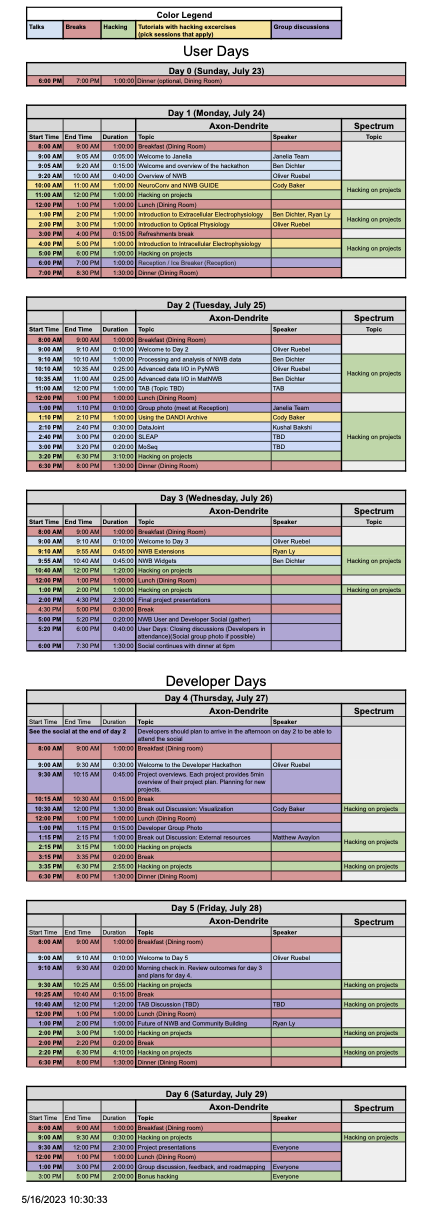 Color Legend
Talks Breaks Hacking Tutorials with hacking excercises Group discussions
(pick sessions that apply)
User Days
Day 0 (Sunday, July 23)
6:00 PM 7:00 PM 1:00:00 Dinner (optional, Dining Room)
Day 1 (Monday, July 24)
Axon-Dendrite Spectrum
Start Time End Time Duration Topic Speaker Topic
8:00 AM 9:00 AM 1:00:00 Breakfast (Dining Room)
9:00 AM 9:05 AM 0:05:00 Welcome to Janelia Janelia Team
9:05 AM 9:20 AM 0:15:00 Welcome and overview of the hackathon Ben Dichter
9:20 AM 10:00 AM 0:40:00 Overview of NWB Oliver Ruebel
10:00 AM 11:00 AM 1:00:00 NeuroConv and NWB GUIDE Cody Baker Hacking on projects
11:00 AM 12:00 PM 1:00:00 Hacking on projects
12:00 PM 1:00 PM 1:00:00 Lunch (Dining Room)
1:00 PM 2:00 PM 1:00:00 Introduction to Extracellular Electrophysiology Ben Dichter, Ryan Ly Hacking on projects
2:00 PM 3:00 PM 1:00:00 Introduction to Optical Physiology Oliver Ruebel
3:00 PM 4:00 PM 0:15:00 Refreshments break
4:00 PM 5:00 PM 1:00:00 Introduction to Intracellular Electrophysiology Hacking on projects
5:00 PM 6:00 PM 1:00:00 Hacking on projects
6:00 PM 7:00 PM 1:00:00 Reception / Ice Breaker (Reception)
7:00 PM 8:30 PM 1:30:00 Dinner (Dining Room)
Day 2 (Tuesday, July 25)
Axon-Dendrite Spectrum
Start Time End Time Duration Topic Speaker Topic
8:00 AM 9:00 AM 1:00:00 Breakfast (Dining Room)
9:00 AM 9:10 AM 0:10:00 Welcome to Day 2 Oliver Ruebel
9:10 AM 10:10 AM 1:00:00 Processing and analysis of NWB data Ben Dichter
10:10 AM 10:35 AM 0:25:00 Advanced data I/O in PyNWB Oliver Ruebel Hacking on projects
10:35 AM 11:00 AM 0:25:00 Advanced data I/O in MatNWB Ben Dichter
11:00 AM 12:00 PM 1:00:00 TAB (Topic TBD) TAB
12:00 PM 1:00 PM 1:00:00 Lunch (Dining Room)
1:00 PM 1:10 PM 0:10:00 Group photo (meet at Reception) Janelia Team
1:10 PM 2:10 PM 1:00:00 Using the DANDI Archive Cody Baker
2:10 PM 2:40 PM 0:30:00 DataJoint Kushal Bakshi
2:40 PM 3:00 PM 0:20:00 SLEAP TBD Hacking on projects
3:00 PM 3:20 PM 0:20:00 MoSeq TBD
3:20 PM 6:30 PM 3:10:00 Hacking on projects
6:30 PM 8:00 PM 1:30:00 Dinner (Dining Room)
Day 3 (Wednesday, July 26)
Axon-Dendrite Spectrum
Start Time End Time Duration Topic Speaker Topic
8:00 AM 9:00 AM 1:00:00 Breakfast (Dining Room)
9:00 AM 9:10 AM 0:10:00 Welcome to Day 3 Oliver Ruebel
9:10 AM 9:55 AM 0:45:00 NWB Extensions Ryan Ly
9:55 AM 10:40 AM 0:45:00 NWB Widgets Ben Dichter Hacking on projects
10:40 AM 12:00 PM 1:20:00 Hacking on projects
12:00 PM 1:00 PM 1:00:00 Lunch (Dining Room)
1:00 PM 2:00 PM 1:00:00 Hacking on projects Hacking on projects
2:00 PM 4:30 PM 2:30:00 Final project presentations
4:30 PM 5:00 PM 0:30:00 Break
5:00 PM 5:20 PM 0:20:00 NWB User and Developer Social (gather)
5:20 PM 6:00 PM 0:40:00 User Days: Closing discussions (Developers in
attendance)(Social group photo if possible)
6:00 PM 7:30 PM 1:30:00 Social continues with dinner at 6pm
Developer Days
Day 4 (Thursday, July 27)
Axon-Dendrite Spectrum
Start Time End Time Duration Topic Speaker
See the social at the end of day 2 Developers should plan to arrive in the afternoon on day 2 to be able to
attend the social
8:00 AM 9:00 AM 1:00:00 Breakfast (Dining room)
9:00 AM 9:30 AM 0:30:00 Welcome to the Developer Hackathon Oliver Ruebel
9:30 AM 10:15 AM 0:45:00 Project overviews. Each project provides 5min
overview of their project plan. Planning for new
projects.
10:15 AM 10:30 AM 0:15:00 Break
10:30 AM 12:00 PM 1:30:00 Break out Discussion: Visualization Cody Baker Hacking on projects
12:00 PM 1:00 PM 1:00:00 Lunch (Dining Room)
1:00 PM 1:15 PM 0:15:00 Developer Group Photo
1:15 PM 2:15 PM 1:00:00 Break out Discussion: External resources Matthew Avaylon Hacking on projects
2:15 PM 3:15 PM 1:00:00 Hacking on projects
3:15 PM 3:35 PM 0:20:00 Break
3:35 PM 6:30 PM 2:55:00 Hacking on projects Hacking on projects
6:30 PM 8:00 PM 1:30:00 Dinner (Dining Room)
Day 5 (Friday, July 28)
Axon-Dendrite Spectrum
Start Time End Time Duration Topic Speaker
8:00 AM 9:00 AM 1:00:00 Breakfast (Dining room)
9:00 AM 9:10 AM 0:10:00 Welcome to Day 5 Oliver Ruebel
9:10 AM 9:30 AM 0:20:00 Morning check in. Review outcomes for day 3
and plans for day 4.
9:30 AM 10:25 AM 0:55:00 Hacking on projects Hacking on projects
10:25 AM 10:40 AM 0:15:00 Break
10:40 AM 12:00 PM 1:20:00 TAB Discussion (TBD) TBD Hacking on projects
12:00 PM 1:00 PM 1:00:00 Lunch (Dining Room)
1:00 PM 2:00 PM 1:00:00 Future of NWB and Community Building Ryan Ly
2:00 PM 3:00 PM 1:00:00 Hacking on projects Hacking on projects
2:00 PM 2:20 PM 0:20:00 Break
2:20 PM 6:30 PM 4:10:00 Hacking on projects Hacking on projects
6:30 PM 8:00 PM 1:30:00 Dinner (Dining Room)
Day 6 (Saturday, July 29)
Axon-Dendrite Spectrum
Start Time End Time Duration Topic Speaker
8:00 AM 9:00 AM 1:00:00 Breakfast (Dining room)
9:00 AM 9:30 AM 0:30:00 Hacking on projects Hacking on projects
9:30 AM 12:00 PM 2:30:00 Project presentations Everyone
12:00 PM 1:00 PM 1:00:00 Lunch (Dining Room)
1:00 PM 3:00 PM 2:00:00 Group discussion, feedback, and roadmapping Everyone
3:00 PM 5:00 PM 2:00:00 Bonus hacking Everyone
5/16/2023 10:30:33